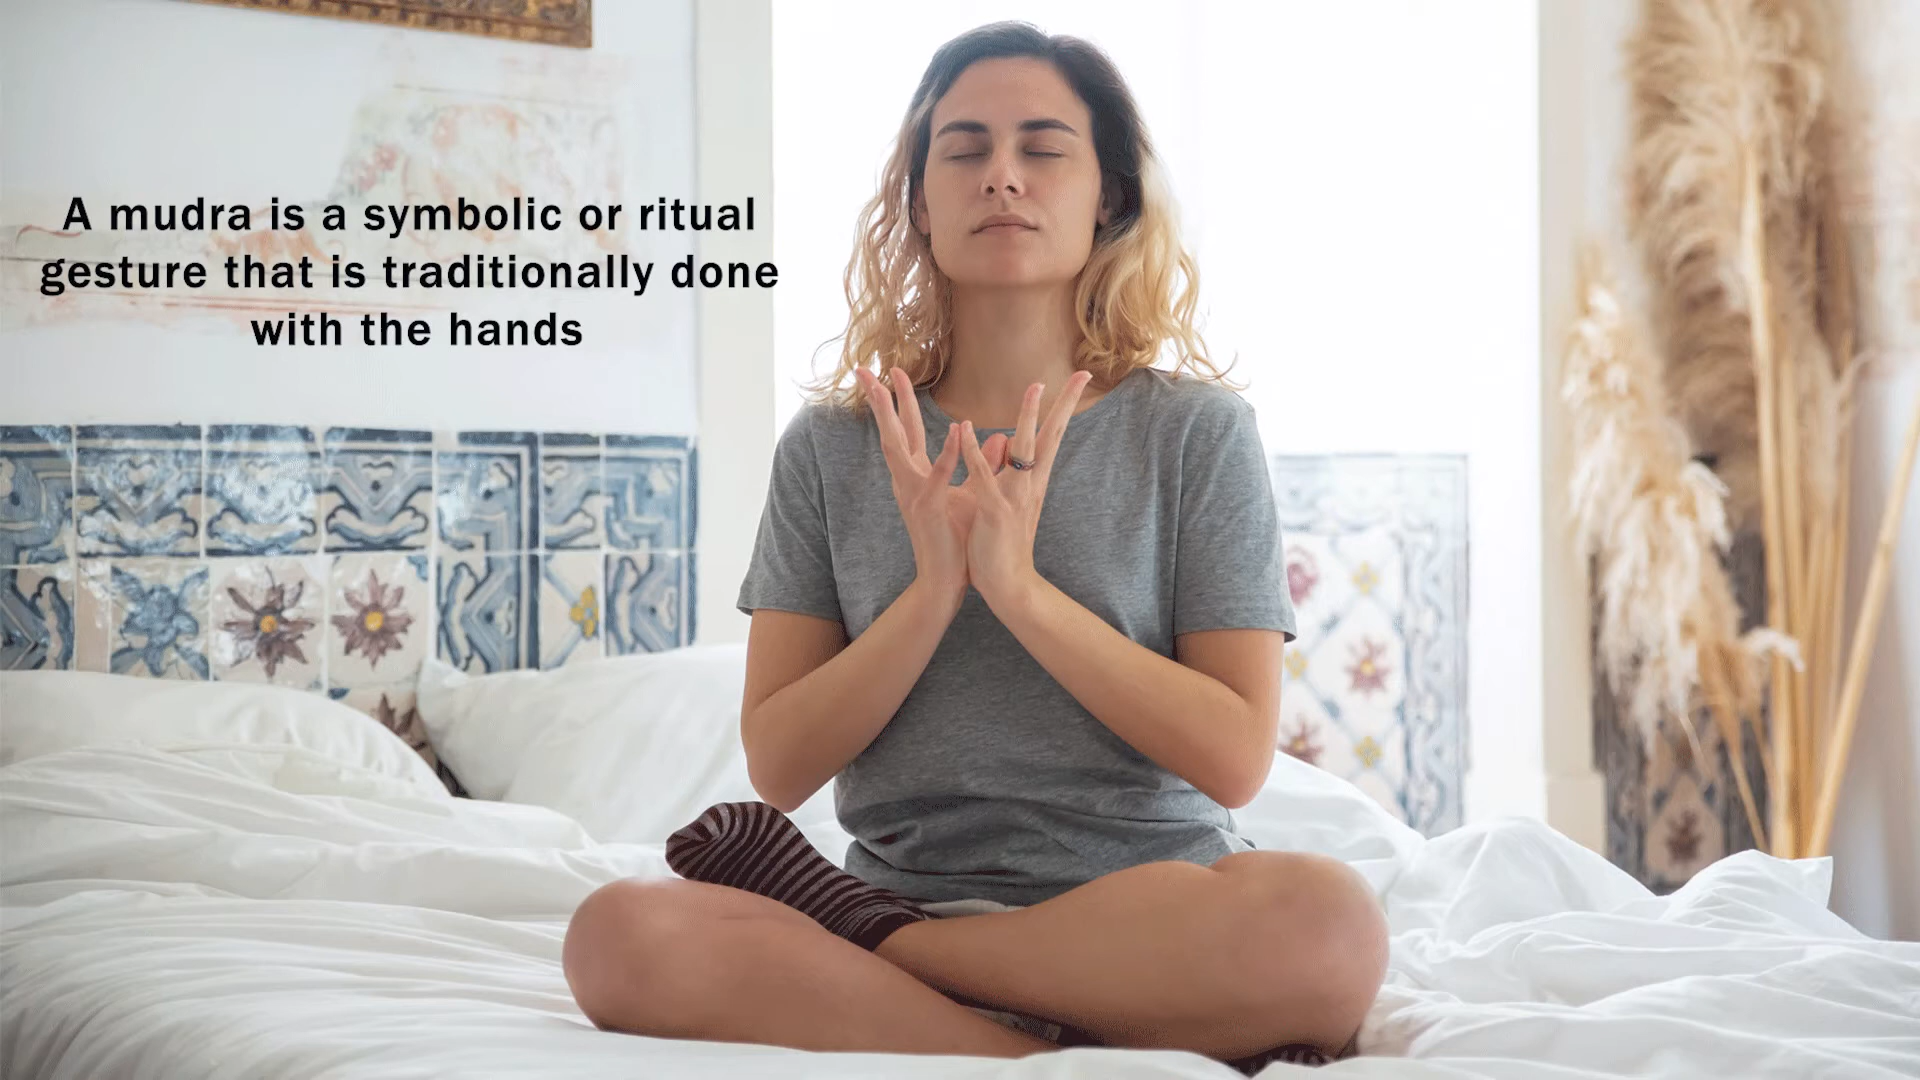 A mudra is a symbolic or ritual
gesture that is traditionally done
with the hands